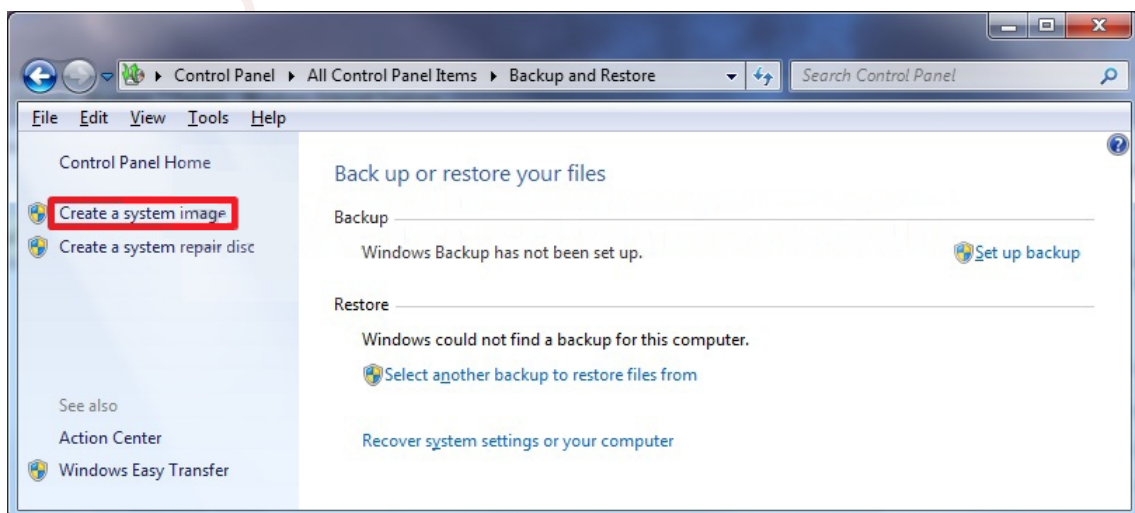 Control Panel ▸ All Control Panel Items ▸ Backup and Restore
Search Control Panel
File Edit View Tools Help
Control Panel Home
Create a system image
Create a system repair disc
See also
Action Center
Windows Easy Transfer
Back up or restore your files
Backup
Windows Backup has not been set up.
Set up backup
Restore
Windows could not find a backup for this computer.
Select another backup to restore files from
Recover system settings or your computer